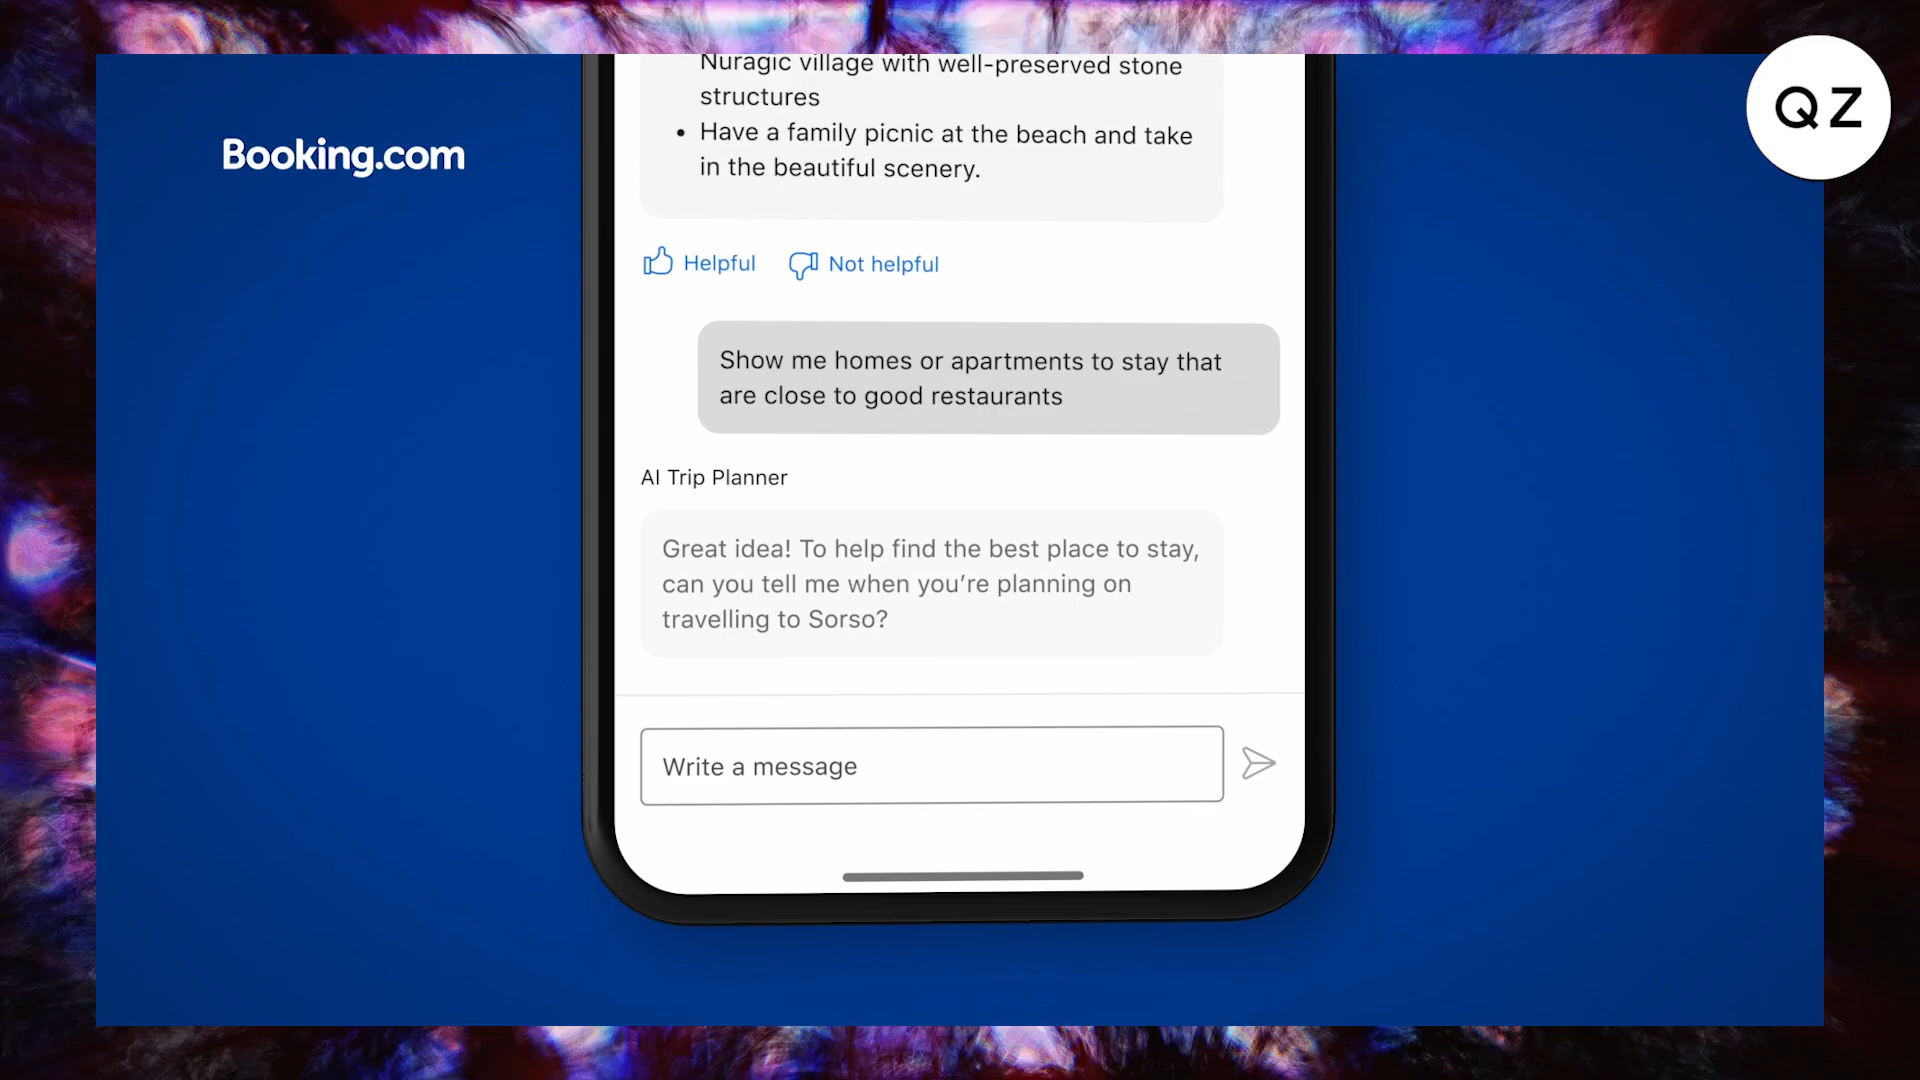 Nuragic village with well-preserved stone
structures
• Have a family picnic at the beach and take
in the beautiful scenery.
Booking.com
QZ
Helpful
Not helpful
Show me homes or apartments to stay that
are close to good restaurants
AI Trip Planner
Great idea! To help find the best place to stay,
can you tell me when you’re planning on
travelling to Sorso?
Write a message